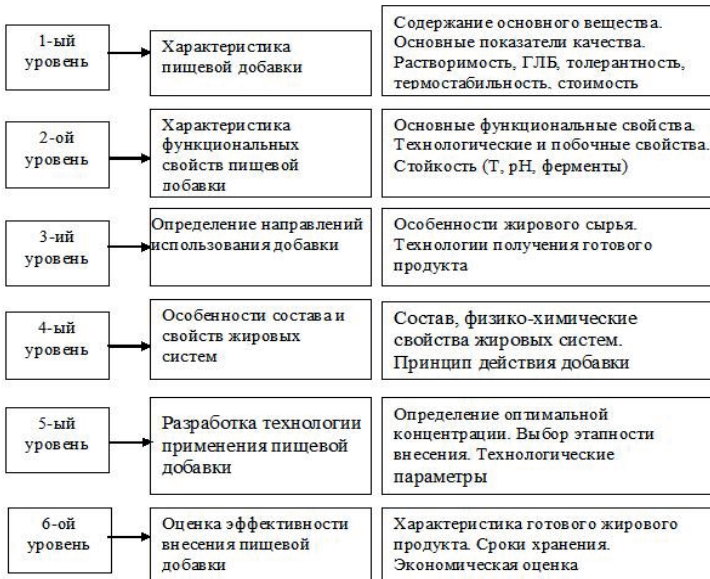 1-ый
уровень
Характеристика
пищевой добавки
Содержание основного вещества.
Основные показатели качества.
Растворимость, ГЛБ, толерантность,
термостабильность, стоимость
2-ой
уровень
Характеристика
функциональных
свойств пищевой
добавки
Основные функциональные свойства.
Технологические и побочные свойства.
Стойкость (Т, рН, ферменты)
3-ий
уровень
Определение направлений
использования добавки
Особенности жирового сырья.
Технологии получения готового
продукта
4-ый
уровень
Особенности состава и
свойств жировых
систем
Состав, физико-химические
свойства жировых систем.
Принцип действия добавки
5-ый
уровень
Разработка технологии
применения пищевой
добавки
Определение оптимальной
концентрации. Выбор этапности
внесения. Технологические
параметры
6-ой
уровень
Оценка эффективности
внесения пищевой
добавки
Характеристика готового жирового
продукта. Сроки хранения.
Экономическая оценка